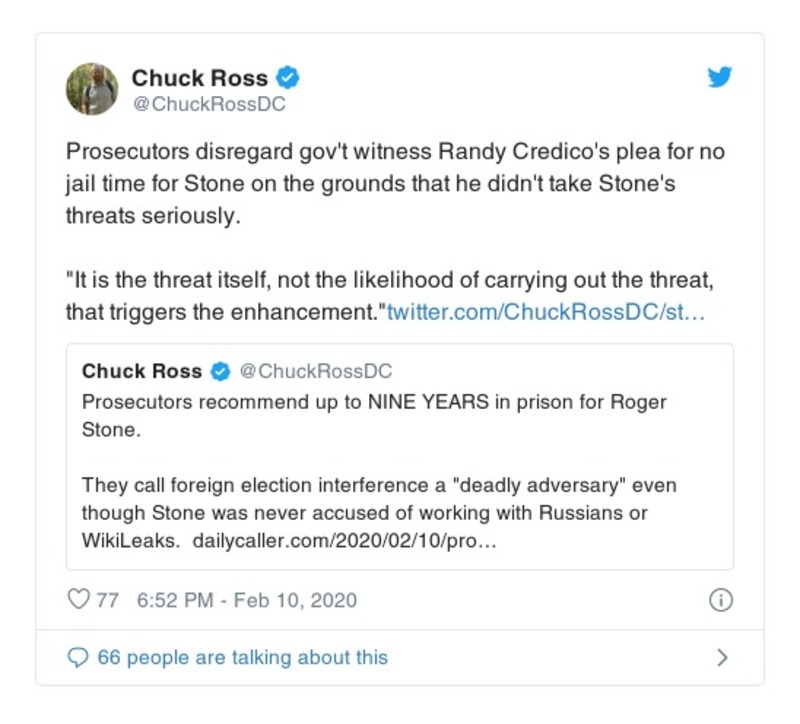 Chuck Ross
@ChuckRossDC
Prosecutors disregard gov't witness Randy Credico's plea for no
jail time for Stone on the grounds that he didn't take Stone's
threats seriously.
"It is the threat itself, not the likelihood of carrying out the threat,
that triggers the enhancement."twitter.com/ChuckRossDC/st…
Chuck Ross @ChuckRossDC
Prosecutors recommend up to NINE YEARS in prison for Roger
Stone.
They call foreign election interference a "deadly adversary" even
though Stone was never accused of working with Russians or
WikiLeaks. dailycaller.com/2020/02/10/pro…
77 6:52 PM - Feb 10, 2020
66 people are talking about this